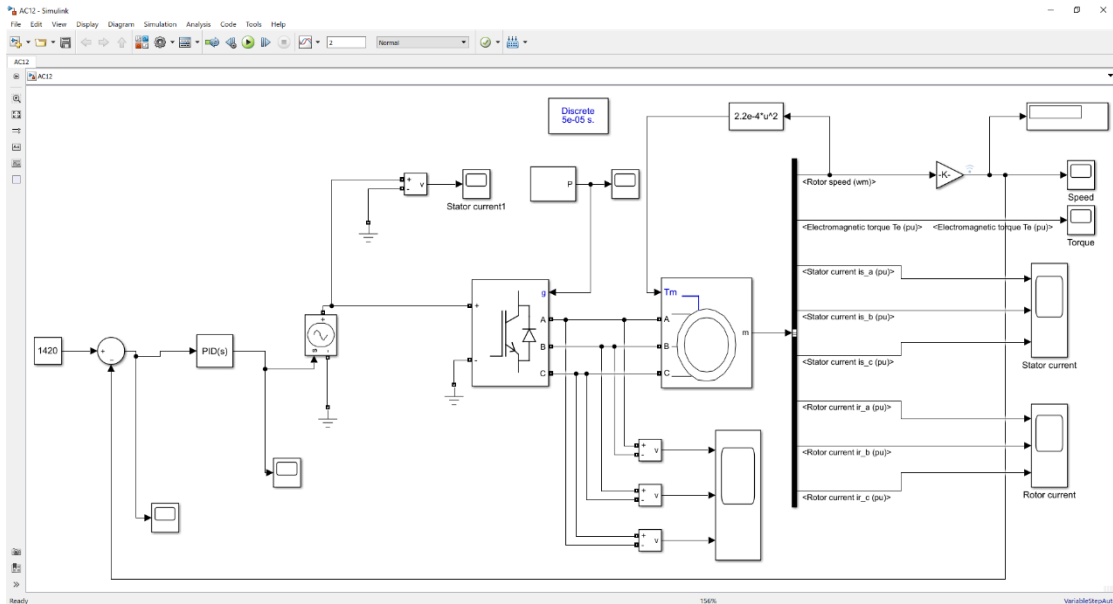 AC12 - Simulink
File Edit View Display Diagram Simulation Analysis Code Tools Help
2
Normal
AC12
AC12
Discrete
5e-05 s.
2.2e-4*u^2
+
-
v
Stator current1
P
<Rotor speed (wm)>
-K-
Speed
<Electromagnetic torque Te (pu)>
<Electromagnetic torque Te (pu)>
Torque
<Stator current is_a (pu)>
<Stator current is_b (pu)>
<Stator current is_c (pu)>
Stator current
g
+
-
A
B
C
Tm
A
B
C
m
1420
+
-
PID(s)
+
s
-
<Rotor current ir_a (pu)>
<Rotor current ir_b (pu)>
<Rotor current ir_c (pu)>
Rotor current
+
-
v
+
-
v
+
-
v
Ready
156%
VariableStepAut